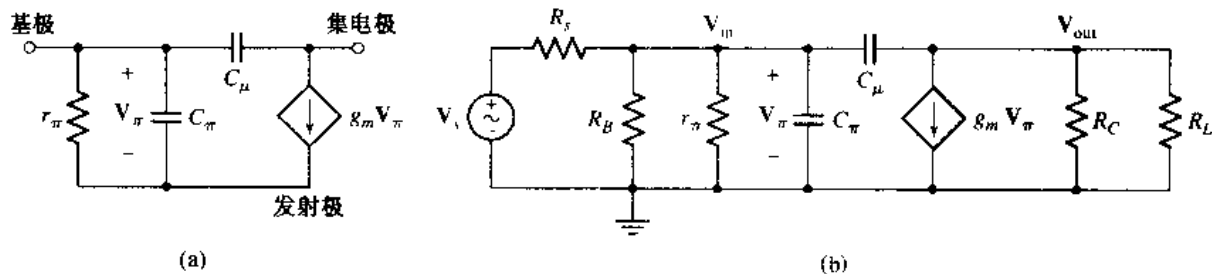 基极
集电极
+
−
V_π
r_π
C_π
C_μ
g_m V_π
发射极
(a)
R_s
V_in
V_out
V_s
+
−
R_B
r_π
+
V_π
−
C_π
C_μ
g_m V_π
R_C
R_L
(b)